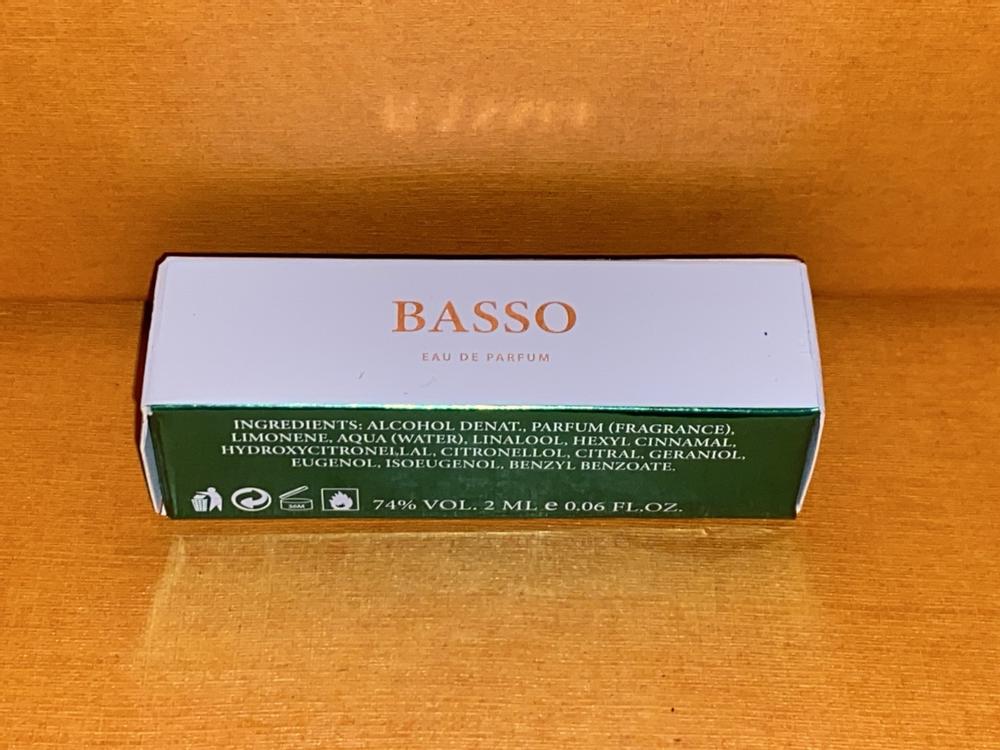 BASSO
EAU DE PARFUM
INGREDIENTS: ALCOHOL DENAT., PARFUM (FRAGRANCE),
LIMONENE, AQUA (WATER), LINALOOL, HEXYL CINNAMAL,
HYDROXYCITRONELLAL, CITRONELLOL, CITRAL, GERANIOL,
EUGENOL, ISOEUGENOL, BENZYL BENZOATE.
36M 74% VOL. 2 ML e 0.06 FL.OZ.